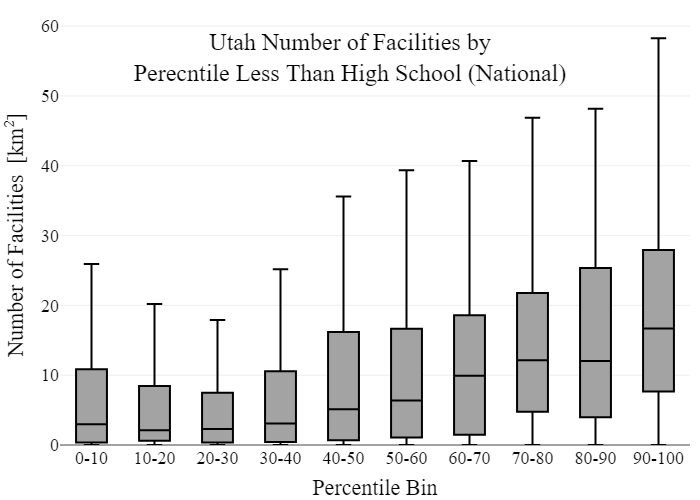 Utah Number of Facilities by
Perecntile Less Than High School (National)
Number of Facilities [km²]
60
50
40
30
20
10
0
0-10 10-20 20-30 30-40 40-50 50-60 60-70 70-80 80-90 90-100
Percentile Bin